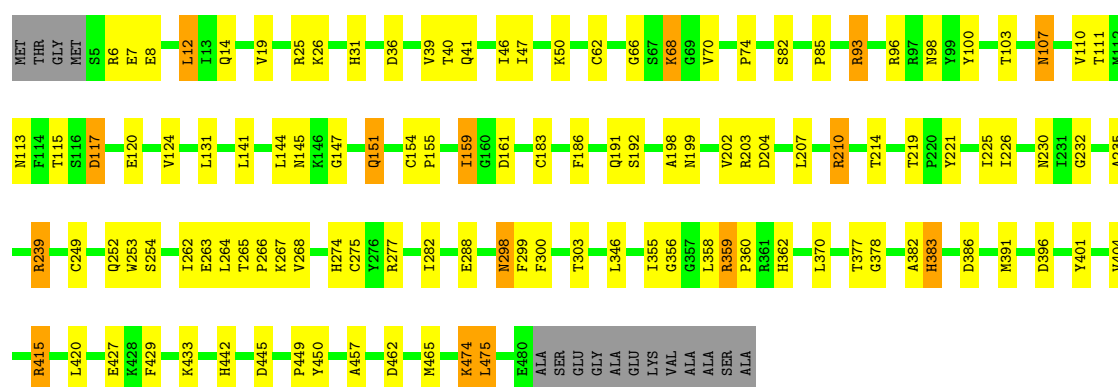 MET THR GLY MET S5 R6 E7 E8 L12 I13 Q14 V19 R25 K26 H31 D36 V39 T40 Q41 I46 I47 K50 C62 G66 S67 K68 G69 V70 P74 S82 P85 R93 R96 R97 N98 Y99 Y100 T103 N107 V110 T111 M112
N113 F114 T115 S116 D117 E120 V124 L131 L141 L144 N145 K146 G147 Q151 C154 P155 I159 G160 D161 C183 F186 Q191 S192 A198 N199 V202 R203 D204 L207 R210 T214 T219 P220 Y221 I225 I226 N230 I231 G232 A235
R239 C249 Q252 W253 S254 I262 E263 L264 T265 P266 K267 V268 H274 C275 Y276 R277 I282 E288 N298 F299 F300 T303 L346 I355 G356 G357 L358 R359 P360 R361 H362 L370 T377 G378 A382 H383 D386 M391 D396 Y401
R415 L420 E427 K428 F429 K433 H442 D445 P449 Y450 A457 D462 M465 K474 L475 E480 ALA SER GLU GLY ALA GLU LYS VAL ALA ALA SER ALA